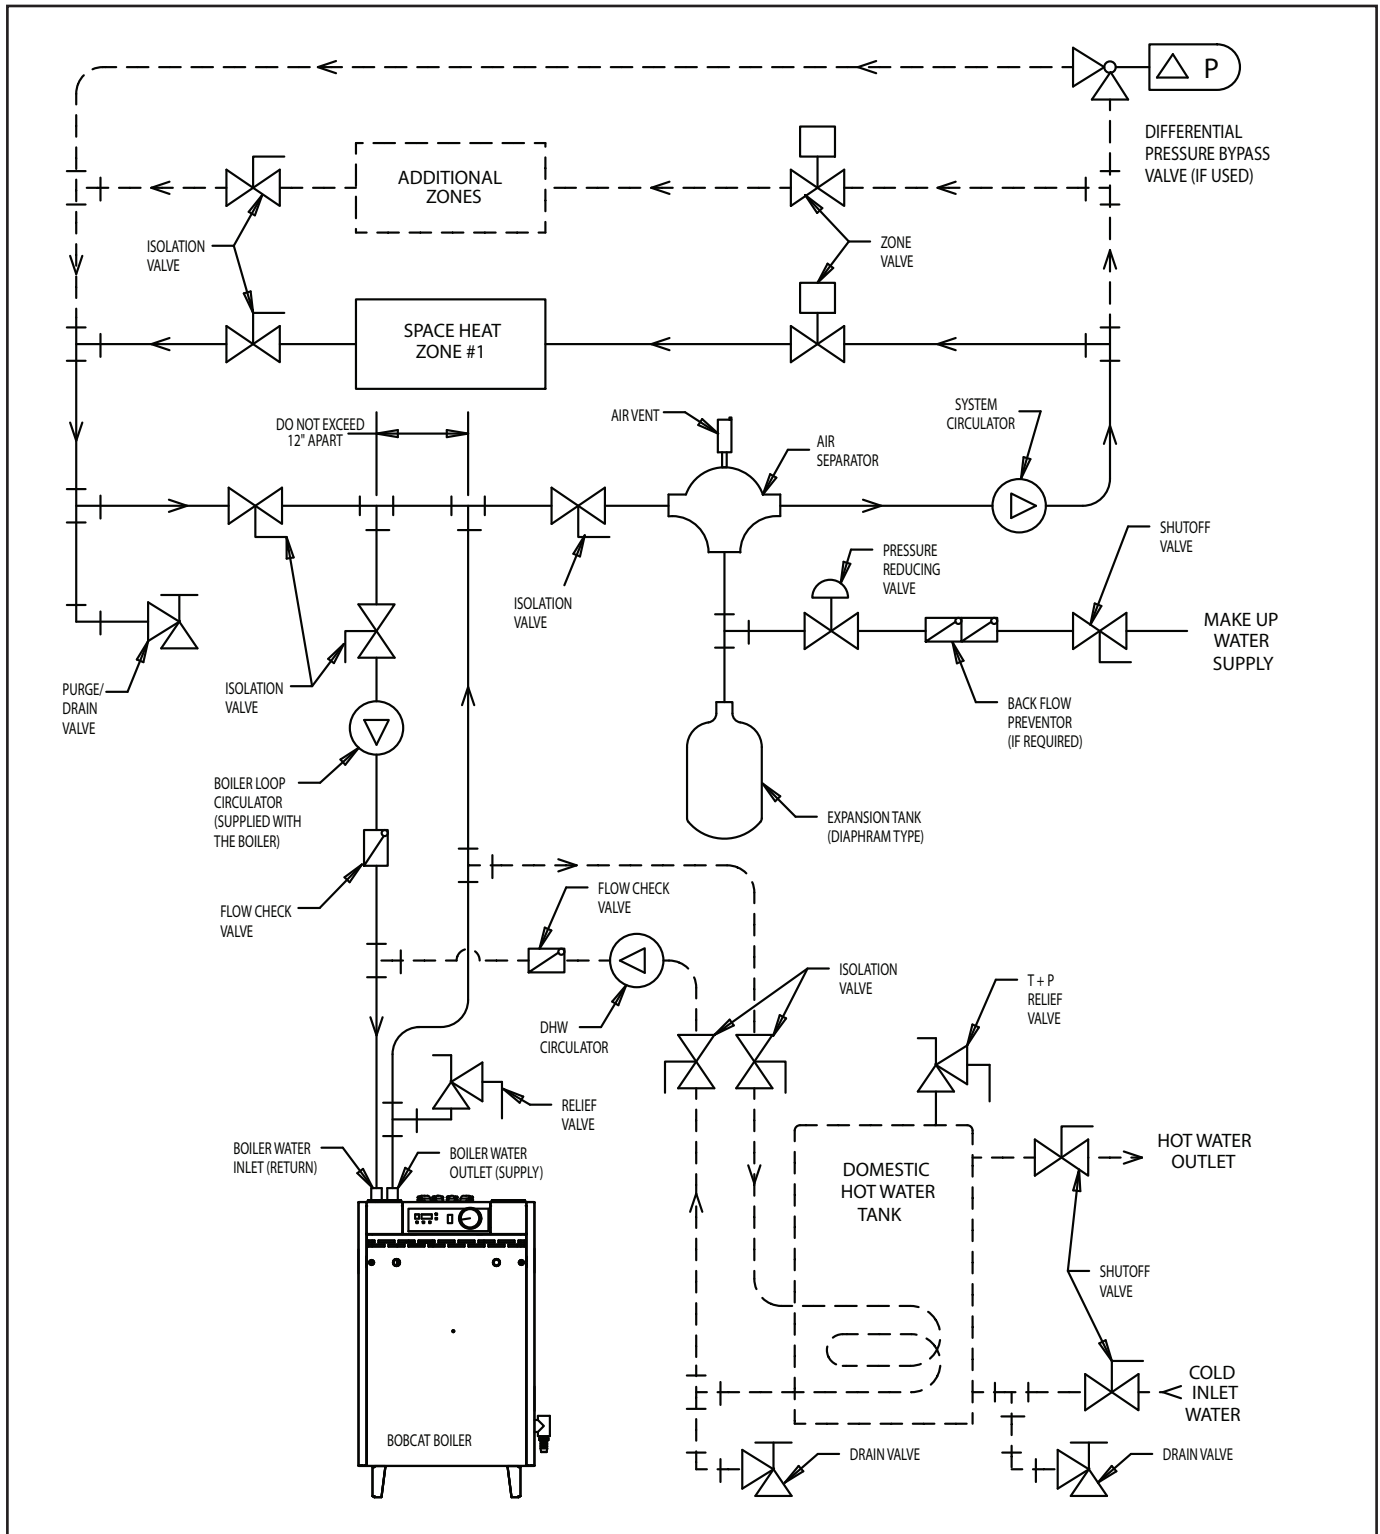 P
DIFFERENTIAL
PRESSURE BYPASS
VALVE (IF USED)
ADDITIONAL
ZONES
ISOLATION
VALVE
ZONE
VALVE
SPACE HEAT
ZONE #1
DO NOT EXCEED
12" APART
AIR VENT
AIR
SEPARATOR
SYSTEM
CIRCULATOR
SHUTOFF
VALVE
PRESSURE
REDUCING
VALVE
ISOLATION
VALVE
MAKE UP
WATER
SUPPLY
PURGE/
DRAIN
VALVE
ISOLATION
VALVE
BACK FLOW
PREVENTOR
(IF REQUIRED)
BOILER LOOP
CIRCULATOR
(SUPPLIED WITH
THE BOILER)
EXPANSION TANK
(DIAPHRAM TYPE)
FLOW CHECK
VALVE
FLOW CHECK
VALVE
ISOLATION
VALVE
T + P
RELIEF
VALVE
DHW
CIRCULATOR
RELIEF
VALVE
BOILER WATER
INLET (RETURN)
BOILER WATER
OUTLET (SUPPLY)
DOMESTIC
HOT WATER
TANK
HOT WATER
OUTLET
SHUTOFF
VALVE
COLD
INLET
WATER
BOBCAT BOILER
DRAIN VALVE
DRAIN VALVE